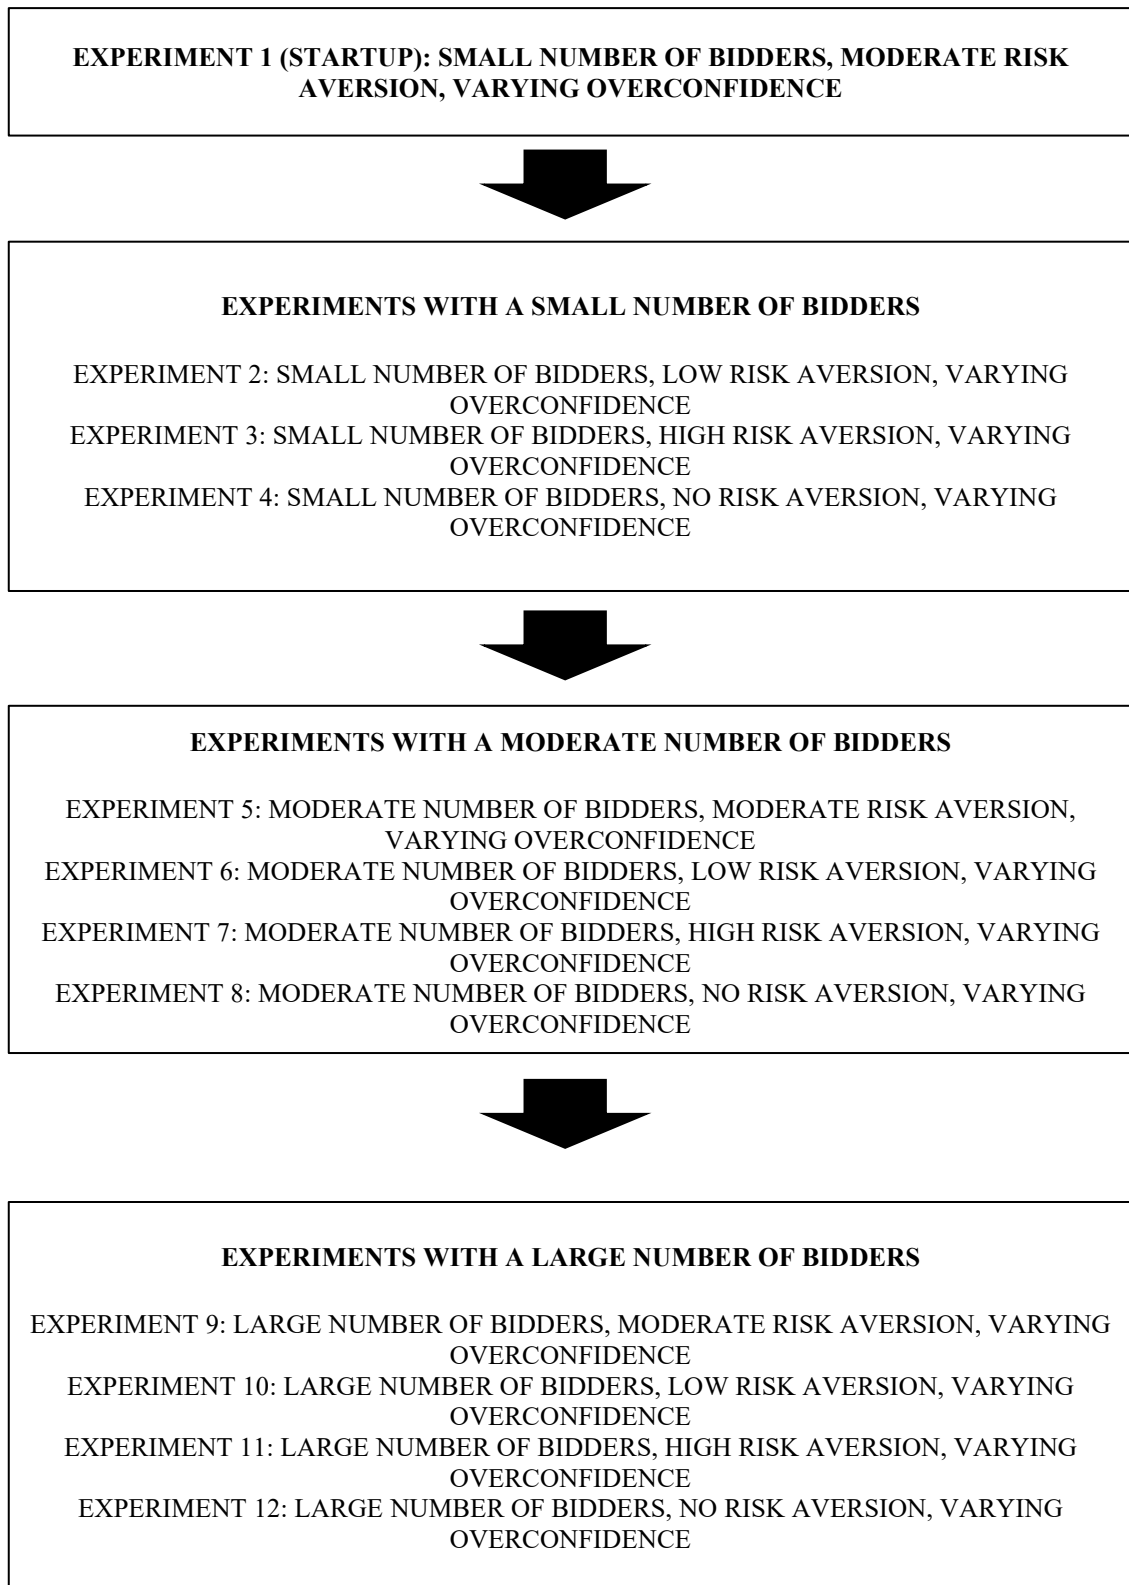 EXPERIMENT 1 (STARTUP): SMALL NUMBER OF BIDDERS, MODERATE RISK
AVERSION, VARYING OVERCONFIDENCE
EXPERIMENTS WITH A SMALL NUMBER OF BIDDERS
EXPERIMENT 2: SMALL NUMBER OF BIDDERS, LOW RISK AVERSION, VARYING
OVERCONFIDENCE
EXPERIMENT 3: SMALL NUMBER OF BIDDERS, HIGH RISK AVERSION, VARYING
OVERCONFIDENCE
EXPERIMENT 4: SMALL NUMBER OF BIDDERS, NO RISK AVERSION, VARYING
OVERCONFIDENCE
EXPERIMENTS WITH A MODERATE NUMBER OF BIDDERS
EXPERIMENT 5: MODERATE NUMBER OF BIDDERS, MODERATE RISK AVERSION,
VARYING OVERCONFIDENCE
EXPERIMENT 6: MODERATE NUMBER OF BIDDERS, LOW RISK AVERSION, VARYING
OVERCONFIDENCE
EXPERIMENT 7: MODERATE NUMBER OF BIDDERS, HIGH RISK AVERSION, VARYING
OVERCONFIDENCE
EXPERIMENT 8: MODERATE NUMBER OF BIDDERS, NO RISK AVERSION, VARYING
OVERCONFIDENCE
EXPERIMENTS WITH A LARGE NUMBER OF BIDDERS
EXPERIMENT 9: LARGE NUMBER OF BIDDERS, MODERATE RISK AVERSION, VARYING
OVERCONFIDENCE
EXPERIMENT 10: LARGE NUMBER OF BIDDERS, LOW RISK AVERSION, VARYING
OVERCONFIDENCE
EXPERIMENT 11: LARGE NUMBER OF BIDDERS, HIGH RISK AVERSION, VARYING
OVERCONFIDENCE
EXPERIMENT 12: LARGE NUMBER OF BIDDERS, NO RISK AVERSION, VARYING
OVERCONFIDENCE